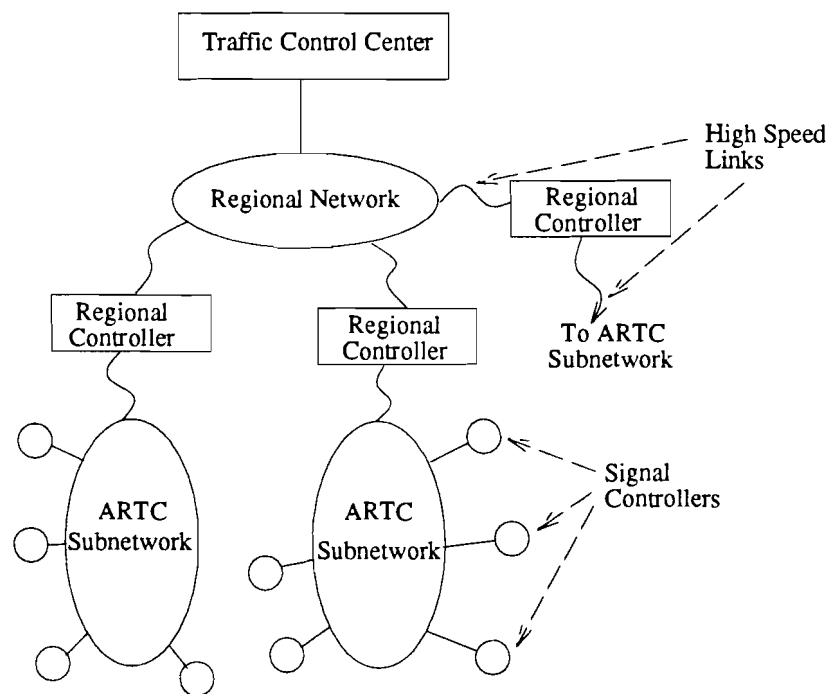 Traffic Control Center
High Speed
Links
Regional Network
Regional
Controller
Regional
Controller
Regional
Controller
To ARTC
Subnetwork
ARTC
Subnetwork
ARTC
Subnetwork
Signal
Controllers